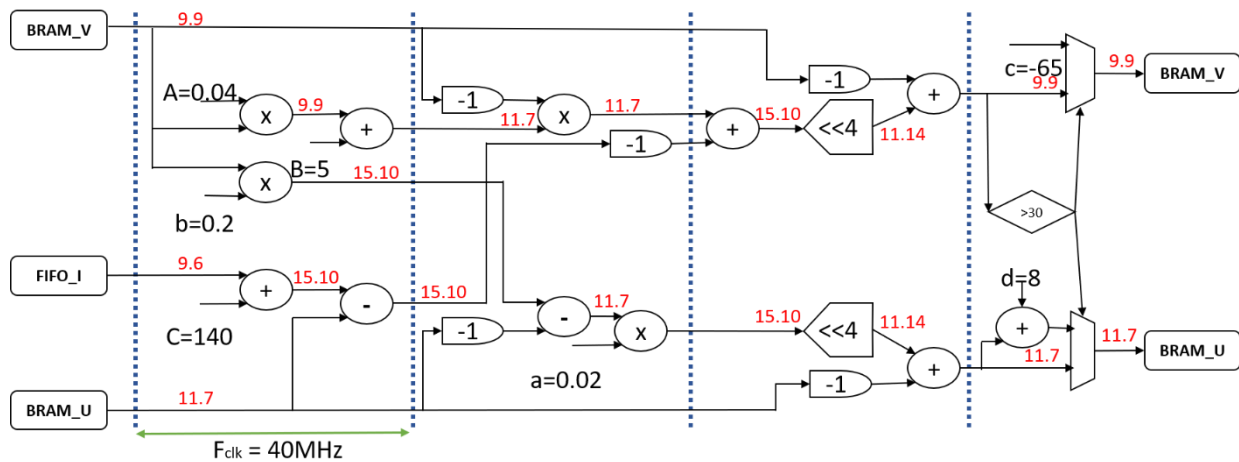 BRAM_V
9.9
A=0.04
x
9.9
+
11.7
B=5
x
15.10
b=0.2
FIFO_I
9.6
+
15.10
-
15.10
C=140
BRAM_U
11.7
F clk = 40MHz
-1
x
11.7
-1
-
11.7
x
-1
a=0.02
-1
+
15.10
<<4
11.14
+
15.10
<<4
11.14
-1
+
c=-65
9.9
9.9
BRAM_V
>30
d=8
+
11.7
11.7
BRAM_U